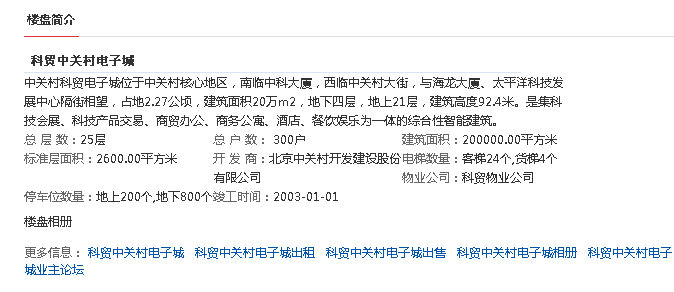 楼盘简介
科贸中关村电子城
中关村科贸电子城位于中关村核心地区，南临中科大厦，西临中关村大街，与海龙大厦、太平洋科技发
展中心隔街相望，占地2.27公顷，建筑面积20万m2，地下四层，地上21层，建筑高度92.4米。是集科
技会展、科技产品交易、商贸办公、商务公寓、酒店、餐饮娱乐为一体的综合性智能建筑。
总 层 数：25层 总 户 数： 300户 建筑面积：200000.00平方米
标准层面积：2600.00平方米 开 发 商：北京中关村开发建设股份 电梯数量：客梯24个,货梯4个
有限公司 物业公司：科贸物业公司
停车位数量：地上200个,地下800个 竣工时间：2003-01-01
楼盘相册
更多信息： 科贸中关村电子城 科贸中关村电子城出租 科贸中关村电子城出售 科贸中关村电子城相册 科贸中关村电子
城业主论坛